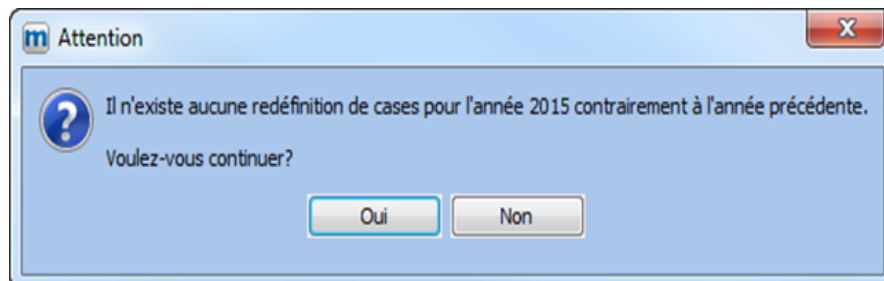 m Attention
X
?
Il n'existe aucune redéfinition de cases pour l'année 2015 contrairement à l'année précédente.
Voulez-vous continuer?
Oui
Non